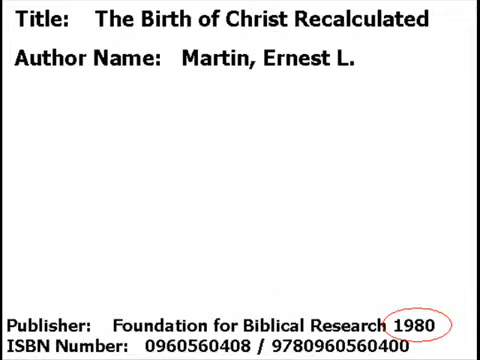 Title: The Birth of Christ Recalculated
Author Name: Martin, Ernest L.
Publisher: Foundation for Biblical Research 1980
ISBN Number: 0960560408 / 9780960560400